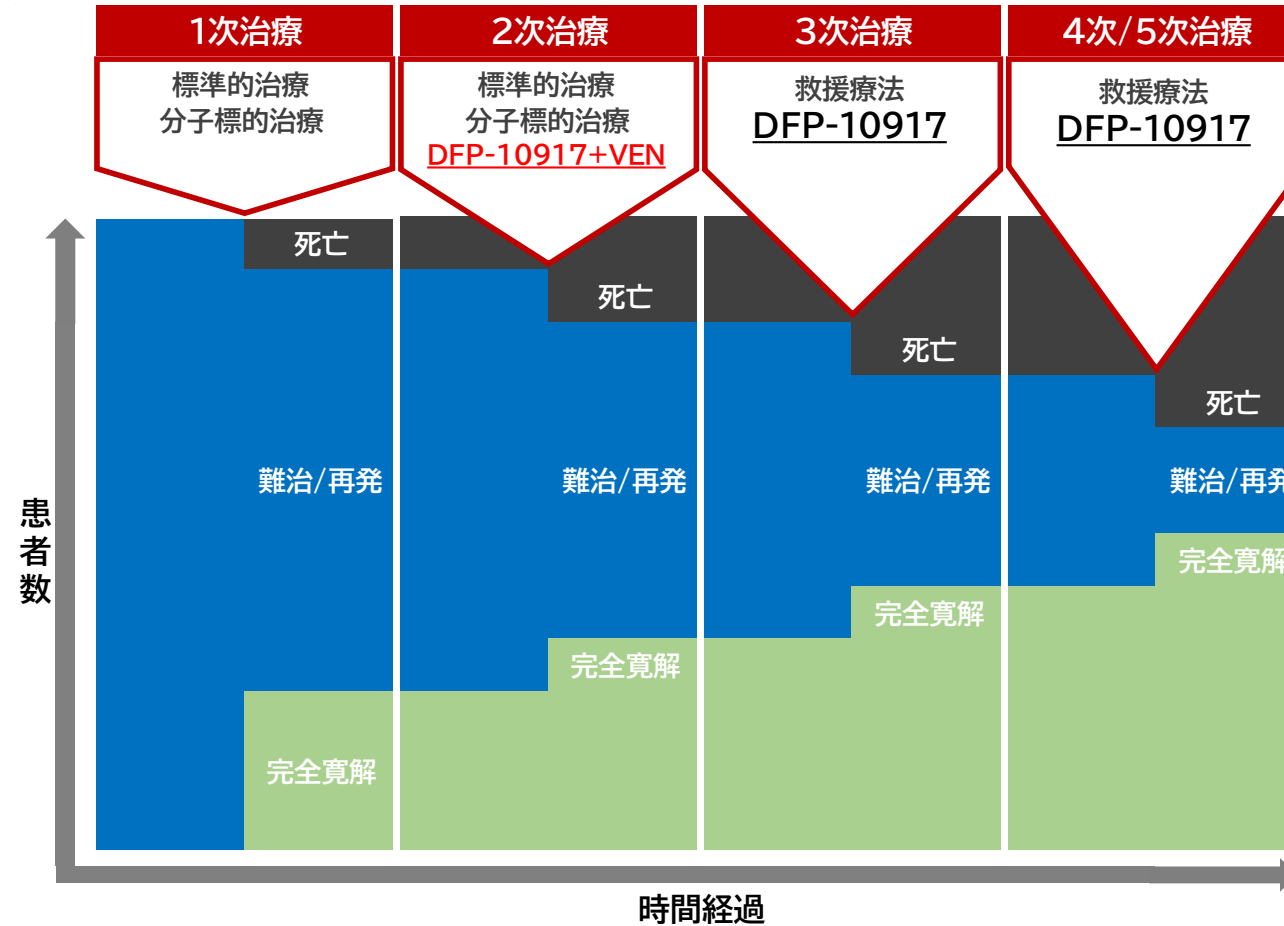 1次治療
2次治療
3次治療
4次/5次治療
標準的治療
分子標的治療
標準的治療
分子標的治療
DFP-10917+VEN
救援療法
DFP-10917
救援療法
DFP-10917
死亡
死亡
死亡
死亡
難治/再発
難治/再発
難治/再発
難治/再発
完全寛解
完全寛解
完全寛解
完全寛解
患者数
時間経過